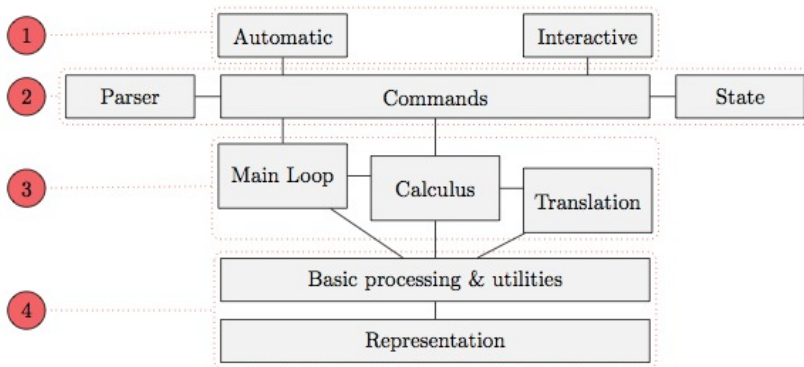 1
Automatic
Interactive
2
Parser
Commands
State
3
Main Loop
Calculus
Translation
4
Basic processing & utilities
Representation